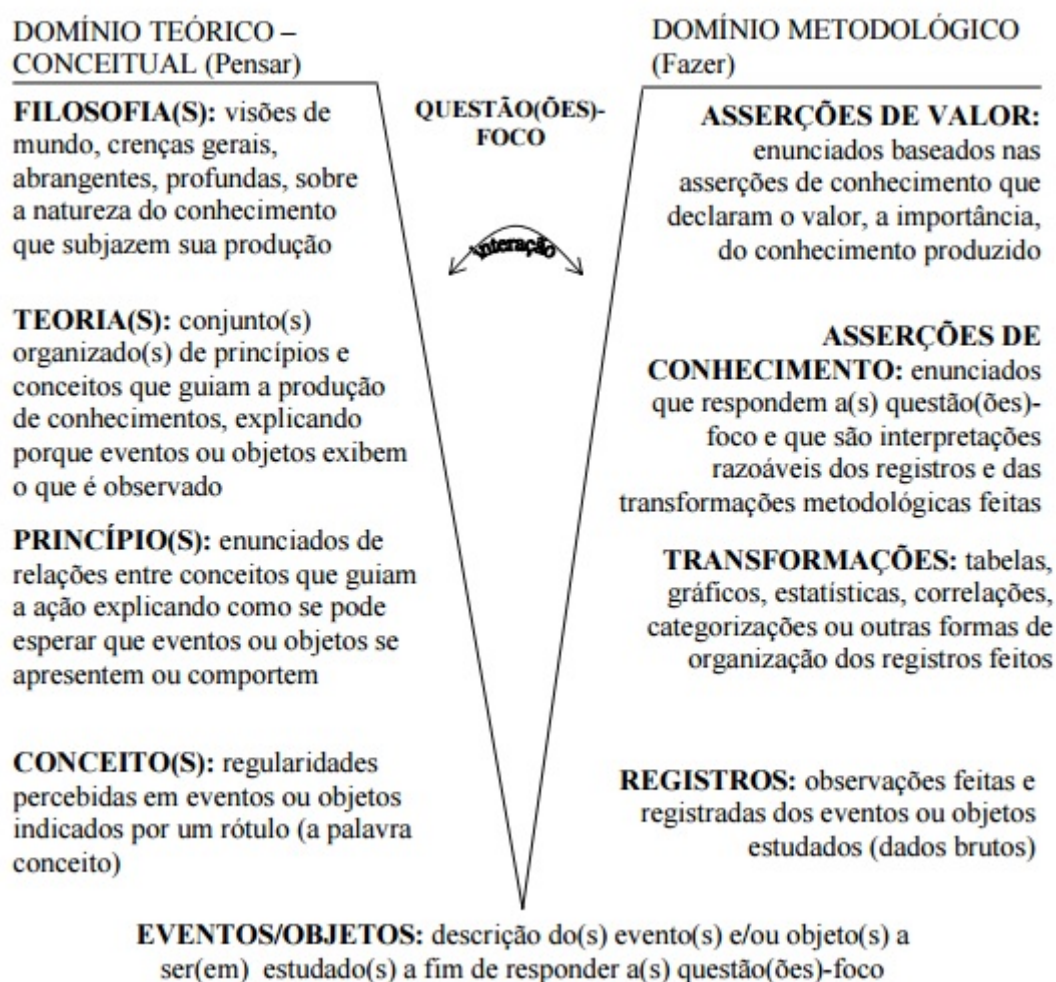 DOMÍNIO TEÓRICO –
CONCEITUAL (Pensar)
FILOSOFIA(S): visões de
mundo, crenças gerais,
abrangentes, profundas, sobre
a natureza do conhecimento
que subjazem sua produção
TEORIA(S): conjunto(s)
organizado(s) de princípios e
conceitos que guiam a produção
de conhecimentos, explicando
porque eventos ou objetos exibem
o que é observado
PRINCÍPIO(S): enunciados de
relações entre conceitos que guiam
a ação explicando como se pode
esperar que eventos ou objetos se
apresentem ou comportem
CONCEITO(S): regularidades
percebidas em eventos ou objetos
indicados por um rótulo (a palavra
conceito)
QUESTÃO(ÕES)-
FOCO
interação
DOMÍNIO METODOLÓGICO
(Fazer)
ASSERÇÕES DE VALOR:
enunciados baseados nas
asserções de conhecimento que
declaram o valor, a importância,
do conhecimento produzido
ASSERÇÕES DE
CONHECIMENTO: enunciados
que respondem a(s) questão(ões)-
foco e que são interpretações
razoáveis dos registros e das
transformações metodológicas feitas
TRANSFORMAÇÕES: tabelas,
gráficos, estatísticas, correlações,
categorizações ou outras formas de
organização dos registros feitos
REGISTROS: observações feitas e
registradas dos eventos ou objetos
estudados (dados brutos)
EVENTOS/OBJETOS: descrição do(s) evento(s) e/ou objeto(s) a
ser(em) estudado(s) a fim de responder a(s) questão(ões)-foco